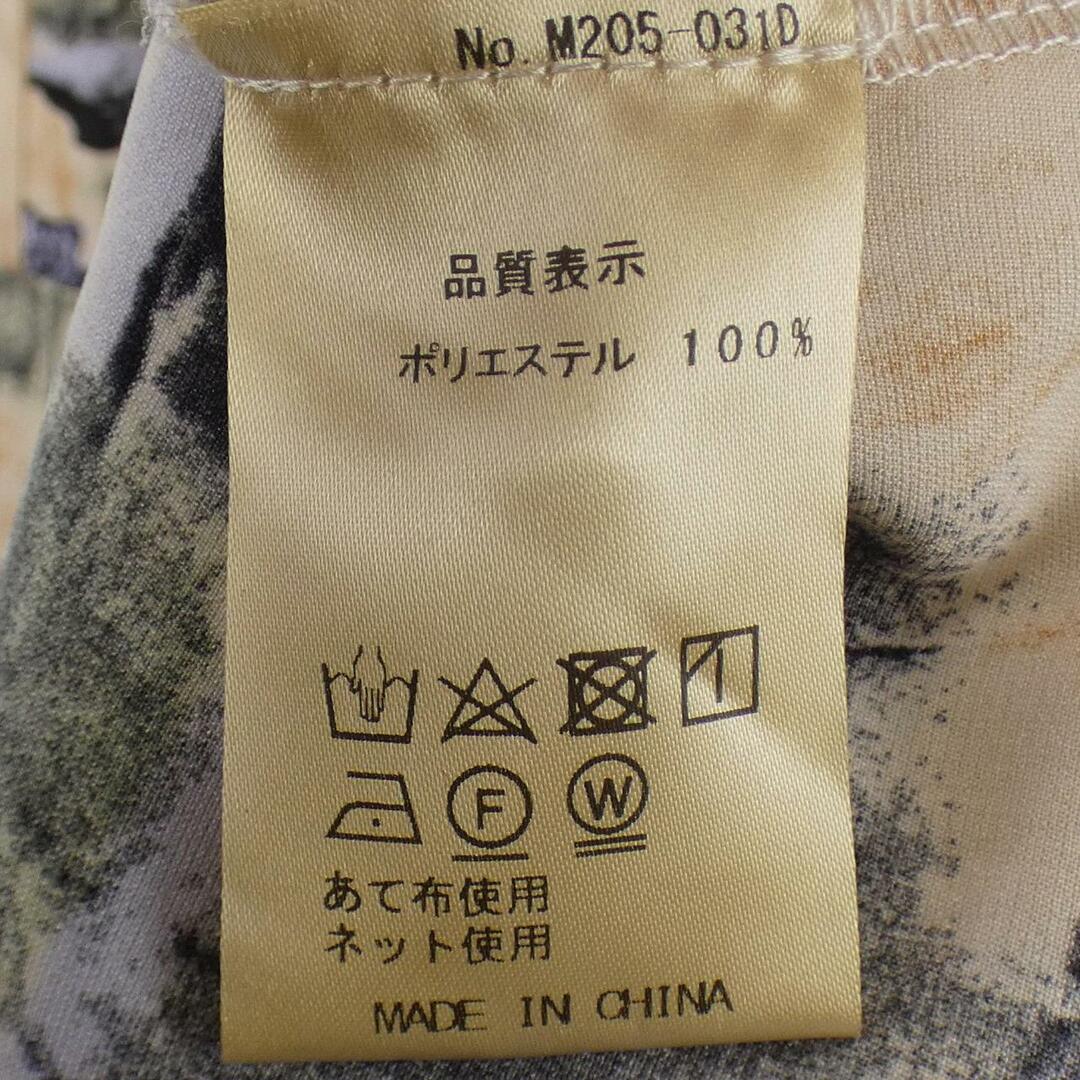 No. M205-031D
品質表示
ポリエステル 100%
F
W
あて布使用
ネット使用
MADE IN CHINA